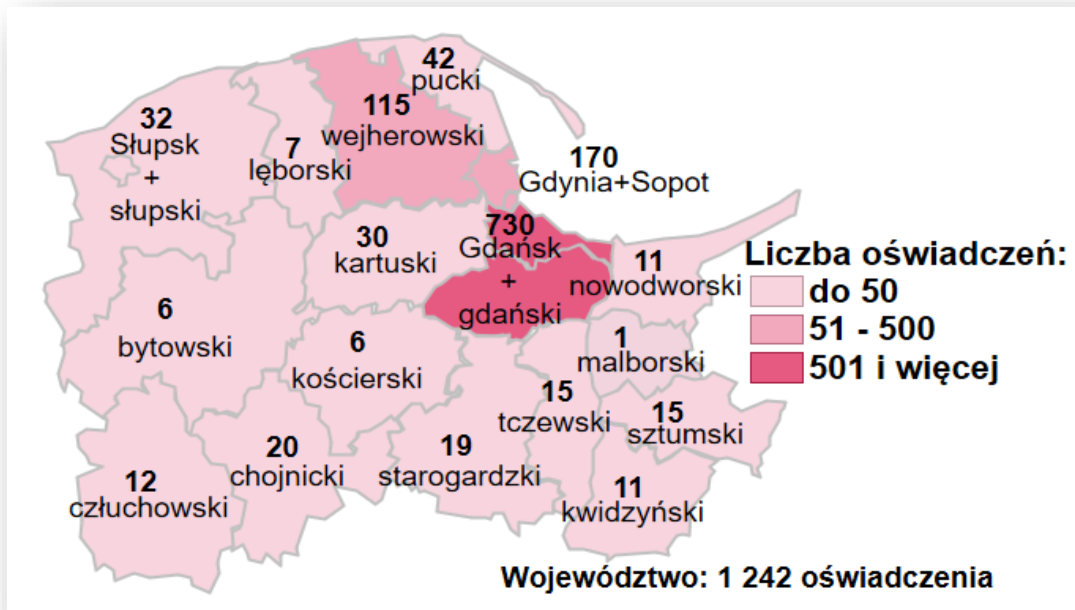 42
pucki
115
wejherowski
32
Słupsk
+
słupski
7
lęborski
170
Gdynia+Sopot
730
Gdańsk
+
gdański
30
kartuski
11
nowodworski
6
bytowski
6
kościerski
1
malborski
15
tczewski
15
sztumski
20
chojnicki
19
starogardzki
12
człuchowski
11
kwidzyński
Liczba oświadczeń:
do 50
51 - 500
501 i więcej
Województwo: 1 242 oświadczenia